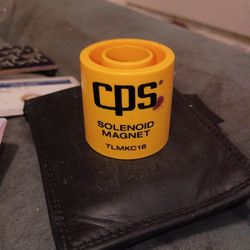 cps®
SOLENOID
MAGNET
TLMKC18